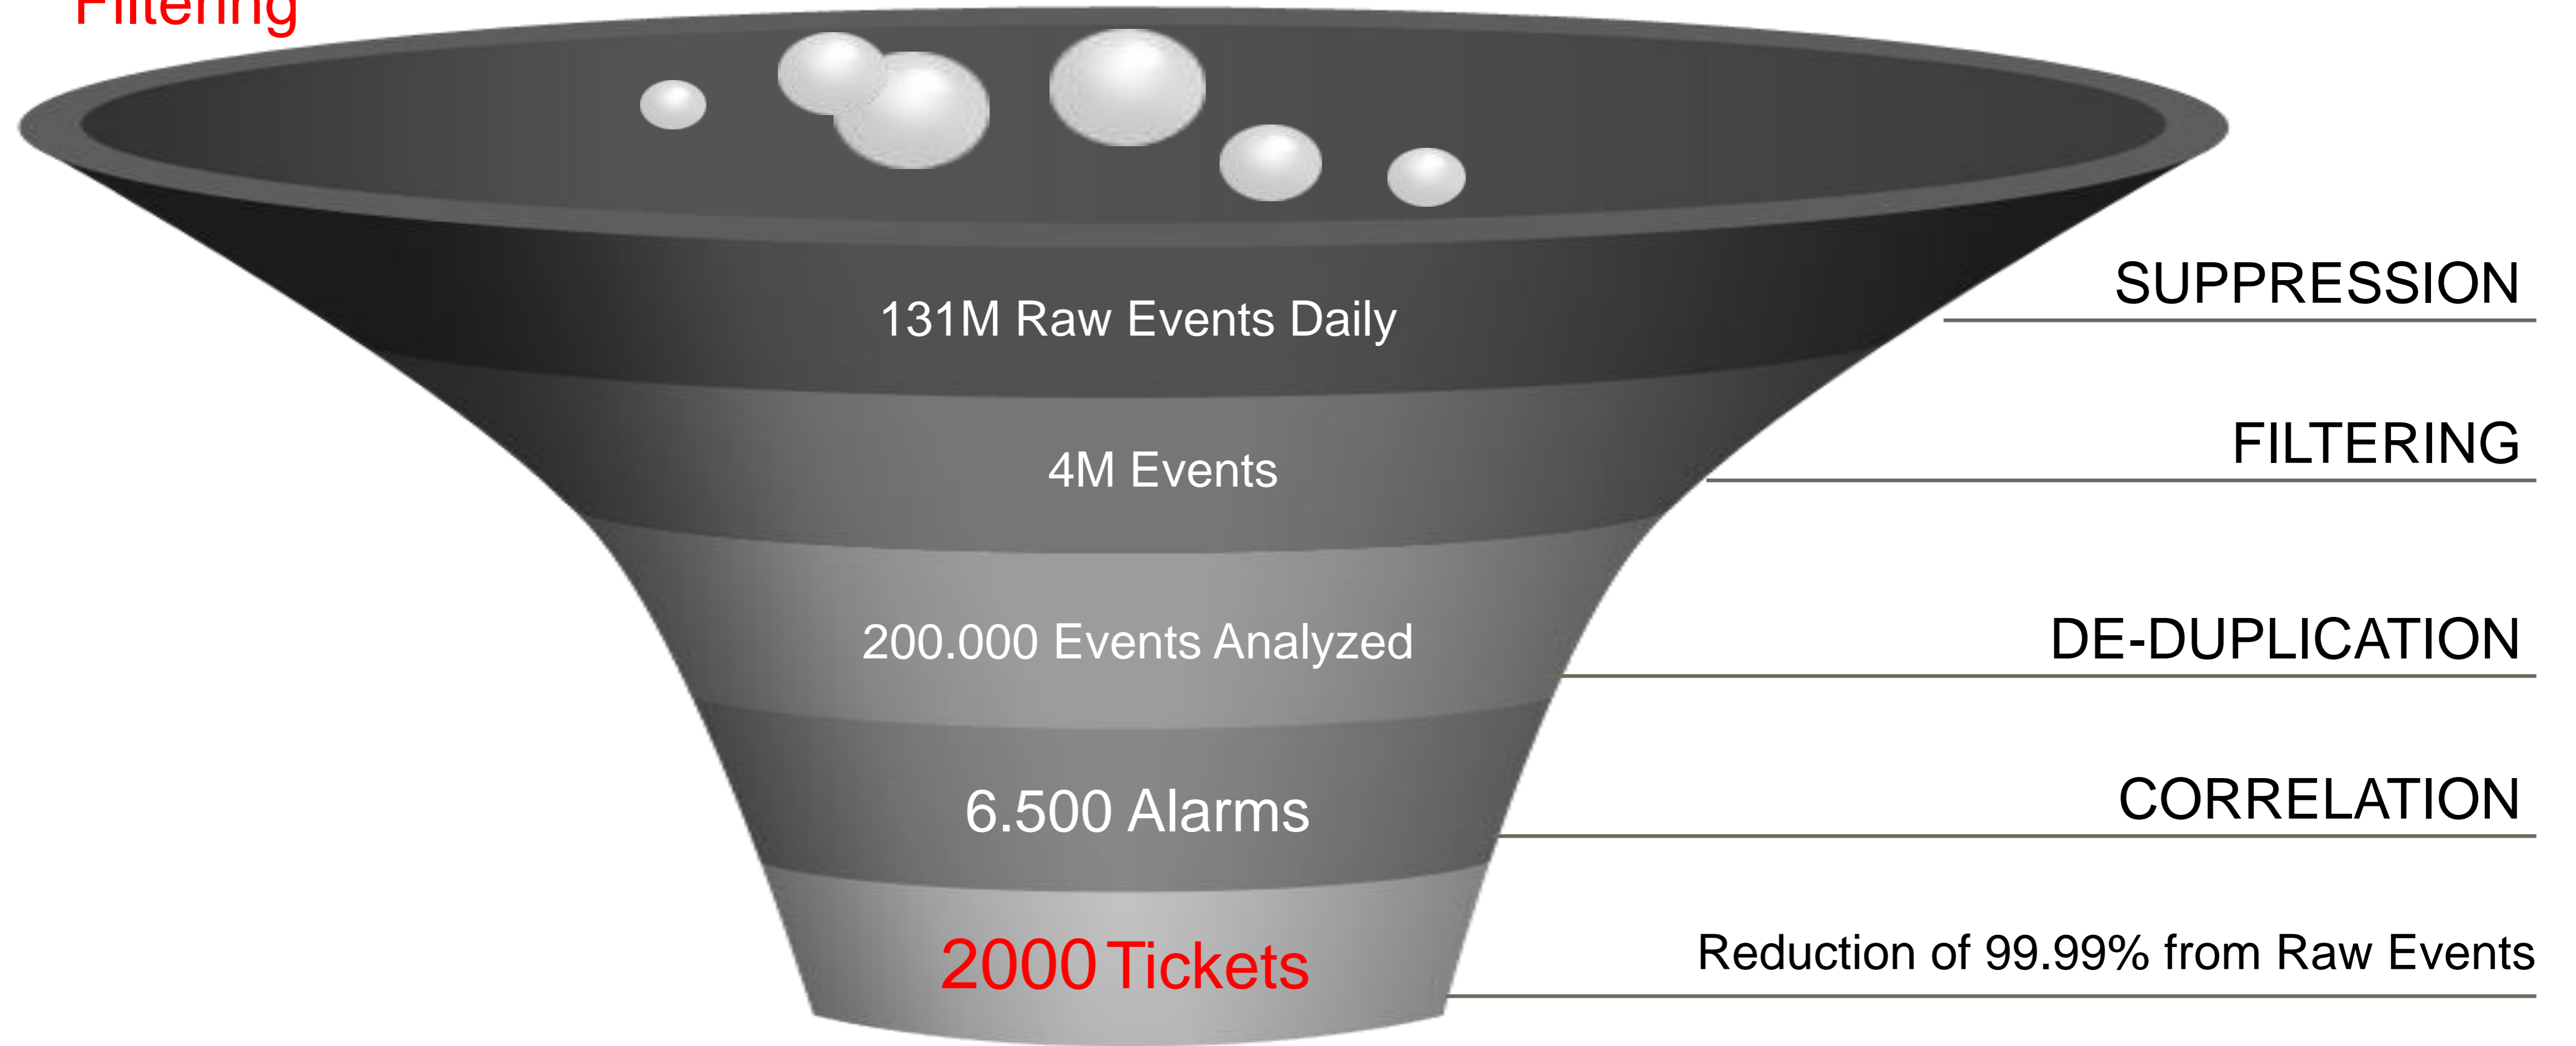 Filtering
131M Raw Events Daily
SUPPRESSION
4M Events
FILTERING
200.000 Events Analyzed
DE-DUPLICATION
6.500 Alarms
CORRELATION
2000 Tickets
Reduction of 99.99% from Raw Events